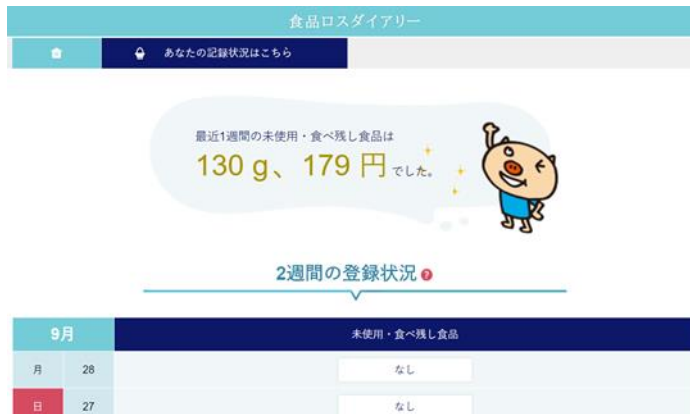 食品ロスダイアリー
あなたの記録状況はこちら
最近1週間の未使用・食べ残し食品は
130 g、179 円でした。
2週間の登録状況 ?
9月 未使用・食べ残し食品
月 28 なし
日 27 なし